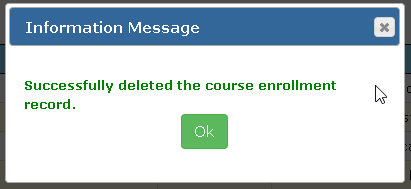 Information Message
Successfully deleted the course enrollment
record.
Ok